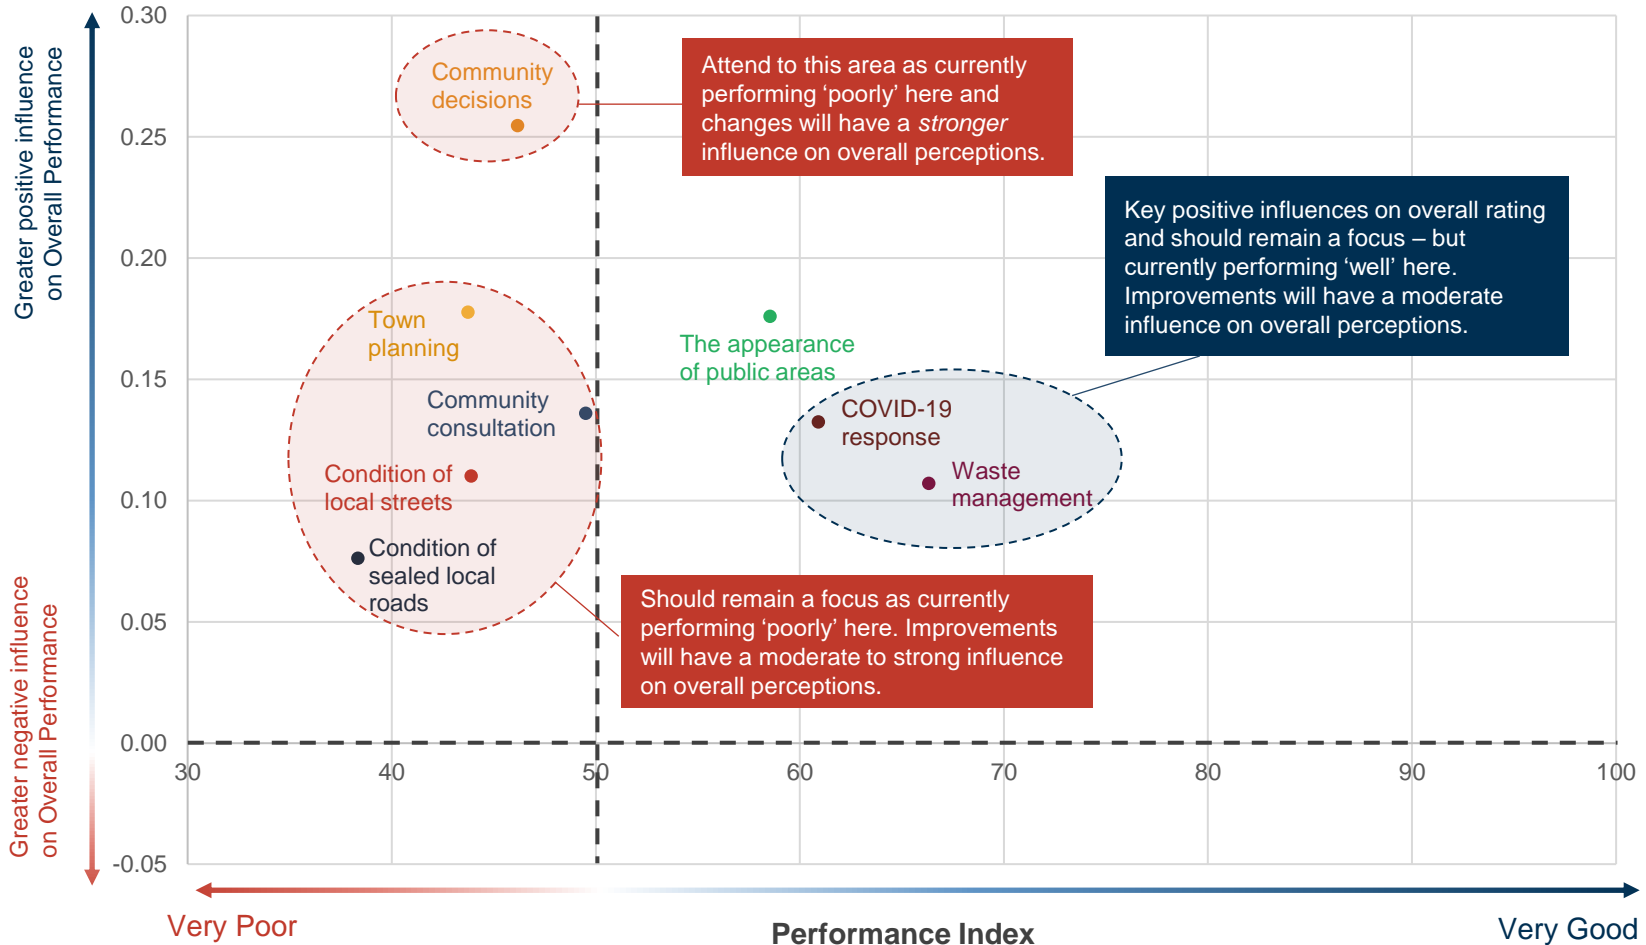 0.30
0.25
0.20
0.15
0.10
0.05
0.00
-0.05
Greater positive influence
on Overall Performance
Greater negative influence
on Overall Performance
Community
decisions
Attend to this area as currently
performing ‘poorly’ here and
changes will have a stronger
influence on overall perceptions.
Key positive influences on overall rating
and should remain a focus – but
currently performing ‘well’ here.
Improvements will have a moderate
influence on overall perceptions.
Town
planning
The appearance
of public areas
Community
consultation
COVID-19
response
Condition of
local streets
Waste
management
Condition of
sealed local
roads
Should remain a focus as currently
performing ‘poorly’ here. Improvements
will have a moderate to strong influence
on overall perceptions.
30 40 50 60 70 80 90 100
Very Poor
Performance Index
Very Good